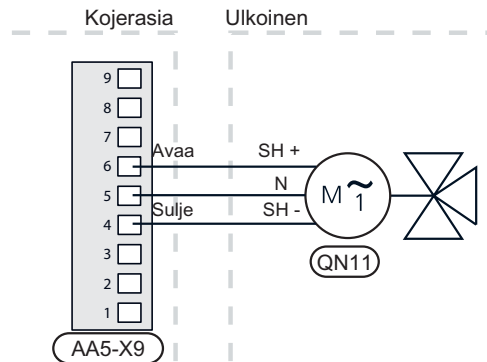 Kojerasia Ulkoinen
9
8
7
6 Avaa SH +
5 N
4 Sulje SH -
3
2
1
M ~ 1
QN11
AA5-X9